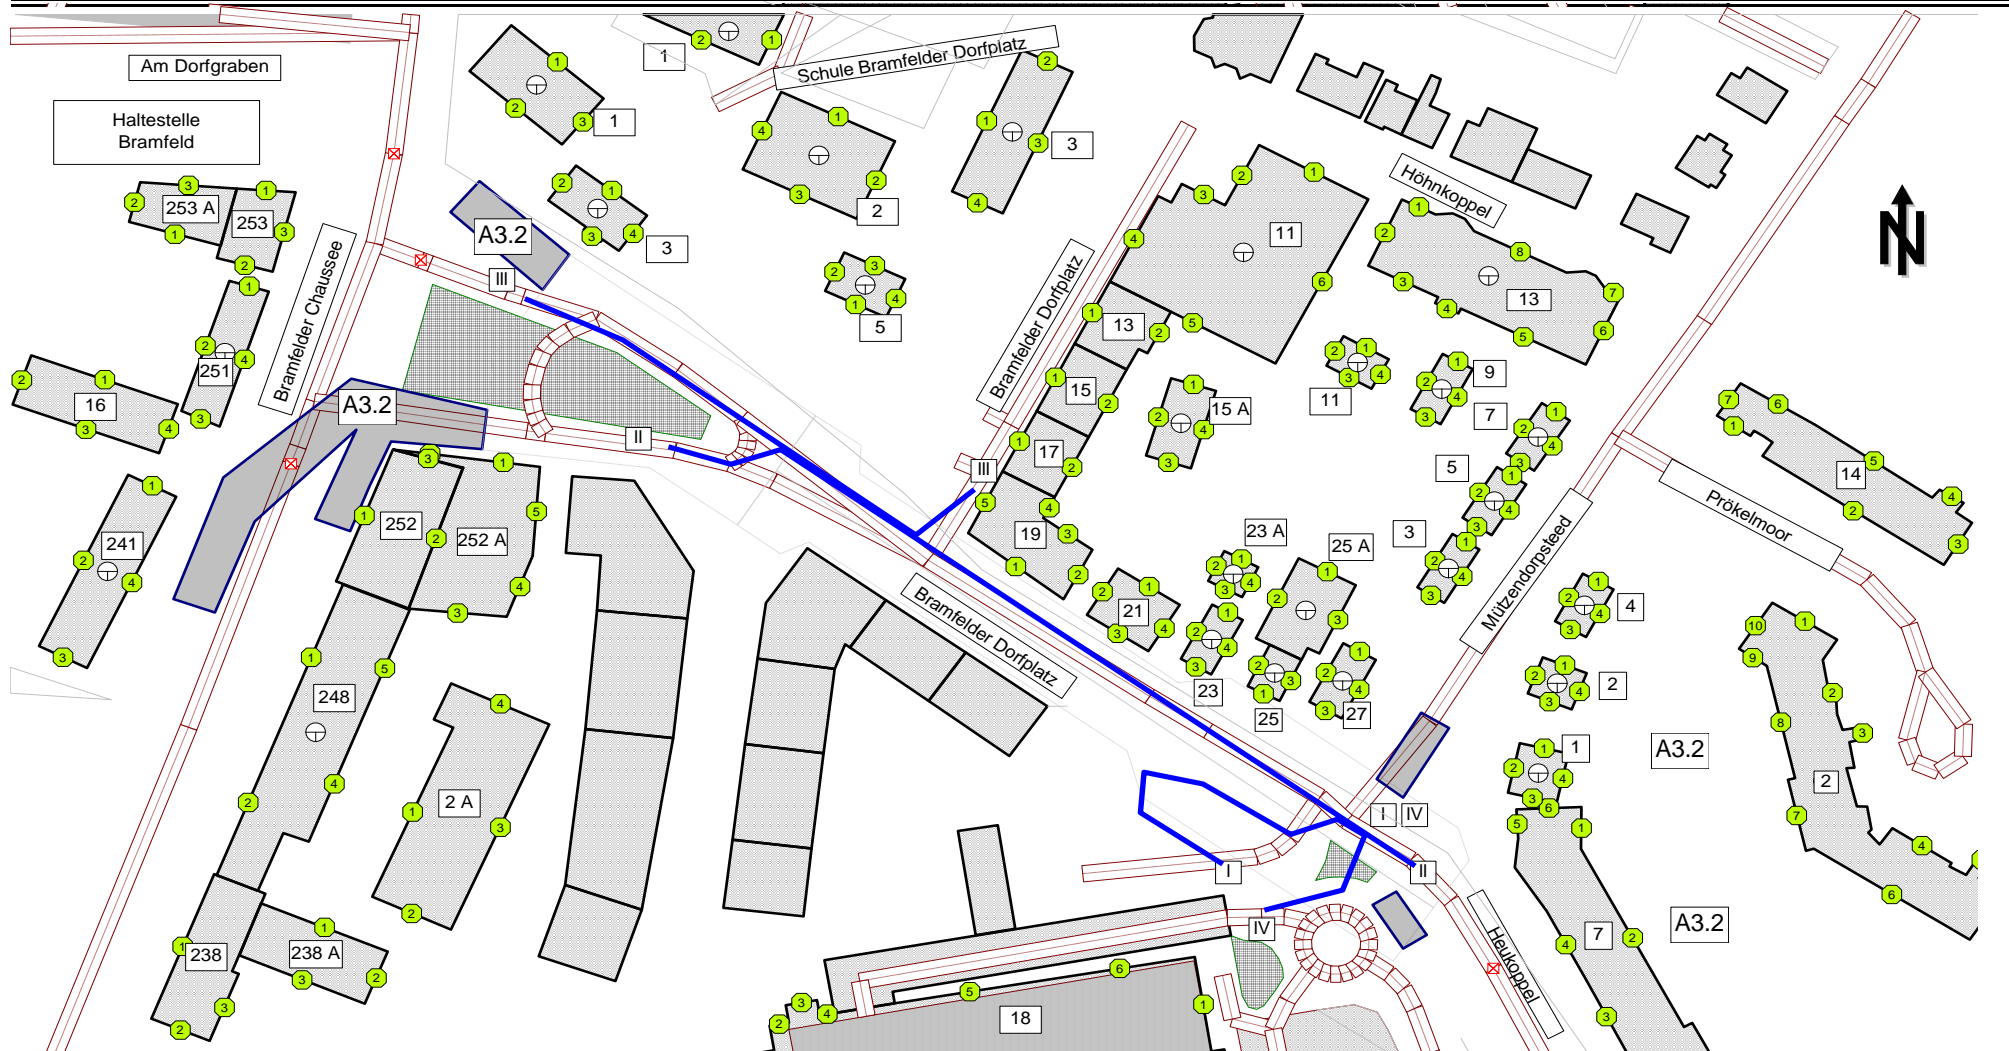 Am Dorfgraben
Haltestelle
Bramfeld
Bramfelder Chaussee
Schule Bramfelder Dorfplatz
Bramfelder Dorfplatz
Bramfelder Dorfplatz
Höhnkoppel
Mützendorpsteed
Prökelmoor
Heukoppel
N
A3.2
A3.2
A3.2
A3.2
III
II
III
I
IV
II
I
IV
253 A
253
251
16
241
252
252 A
248
2 A
238
238 A
1
1
3
2
3
5
11
13
13
15
15 A
17
19
21
23 A
23
25 A
25
27
11
9
7
5
3
4
2
1
14
2
7
18